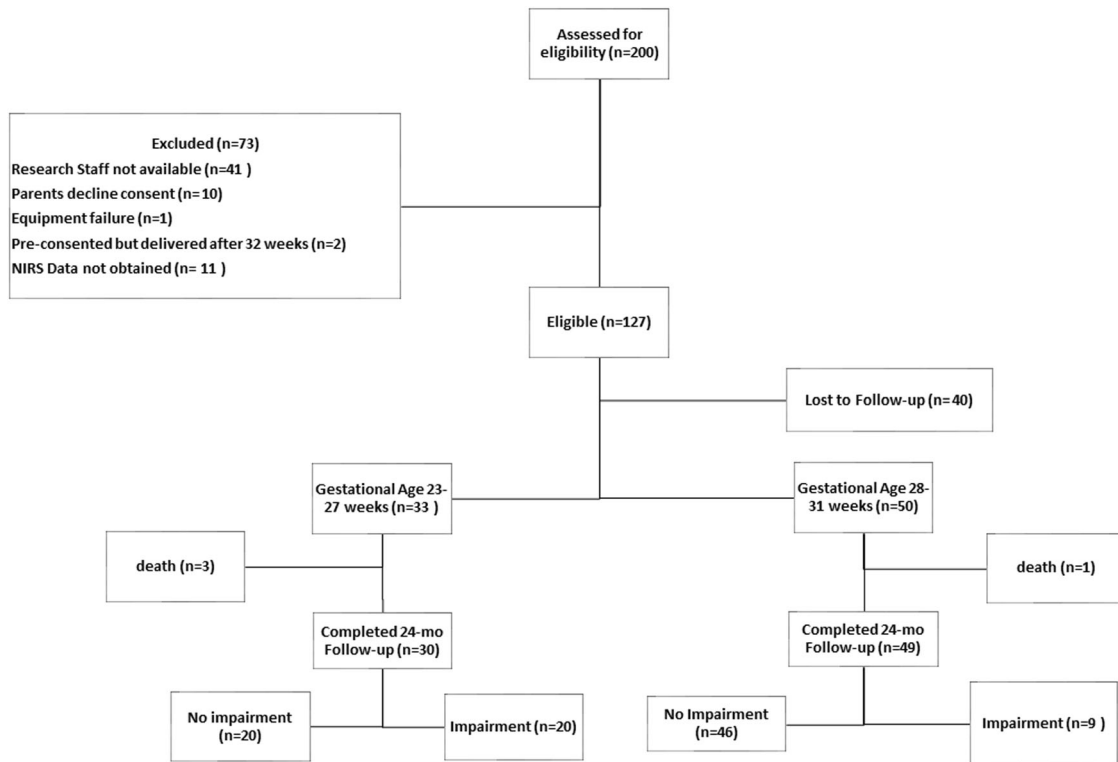 Assessed for
eligibility (n=200)
Excluded (n=73)
Research Staff not available (n=41 )
Parents decline consent (n= 10)
Equipment failure (n=1)
Pre-consented but delivered after 32 weeks (n=2)
NIRS Data not obtained (n= 11 )
Eligible (n=127)
Lost to Follow-up (n= 40)
Gestational Age 23-
27 weeks (n=33 )
Gestational Age 28-
31 weeks (n=50)
death (n=3)
death (n=1)
Completed 24-mo
Follow-up (n=30)
Completed 24-mo
Follow-up (n=49)
No impairment
(n=20)
Impairment (n=20)
No Impairment
(n=46)
Impairment (n=9 )